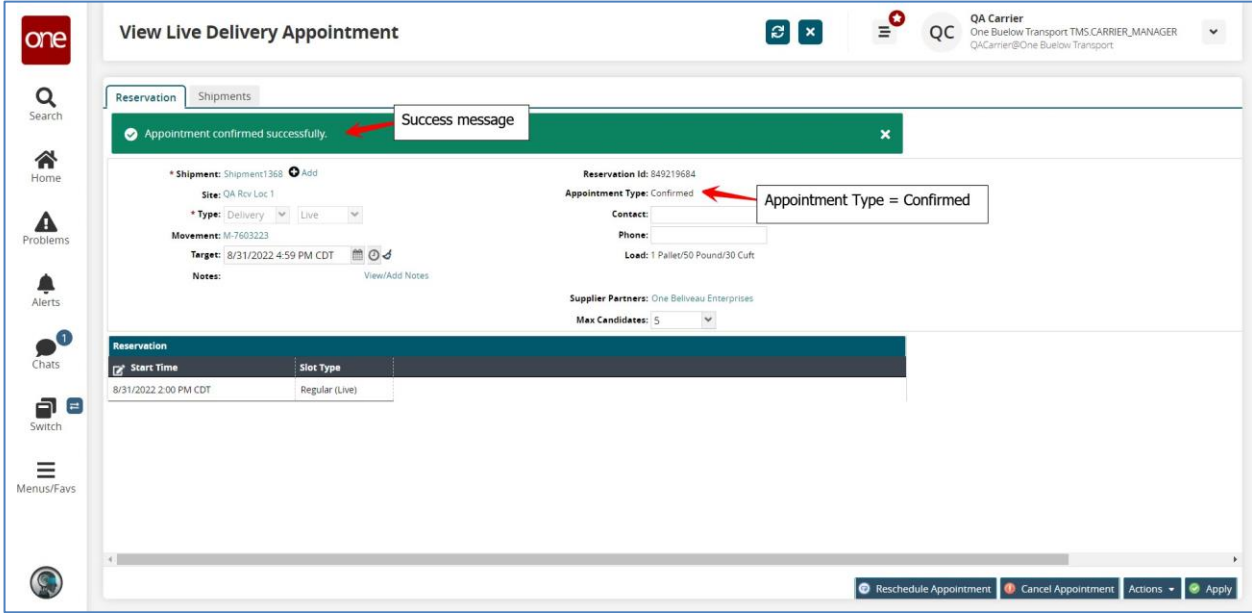 one
View Live Delivery Appointment
QC
QA Carrier
One Buelow Transport TMS.CARRIER_MANAGER
QACarrier@One Buelow Transport
Search
Home
Problems
Alerts
1
Chats
Switch
Menus/Favs
Reservation
Shipments
Appointment confirmed successfully.
Success message
* Shipment: Shipment1368 Add
Site: QA Rcv Loc 1
* Type: Delivery Live
Movement: M-7603223
Target: 8/31/2022 4:59 PM CDT
Notes: View/Add Notes
Reservation Id: 849219684
Appointment Type: Confirmed
Appointment Type = Confirmed
Contact:
Phone:
Load: 1 Pallet/50 Pound/30 Cuft
Supplier Partners: One Beliveau Enterprises
Max Candidates: 5
Reservation
Start Time Slot Type
8/31/2022 2:00 PM CDT Regular (Live)
Reschedule Appointment Cancel Appointment Actions Apply